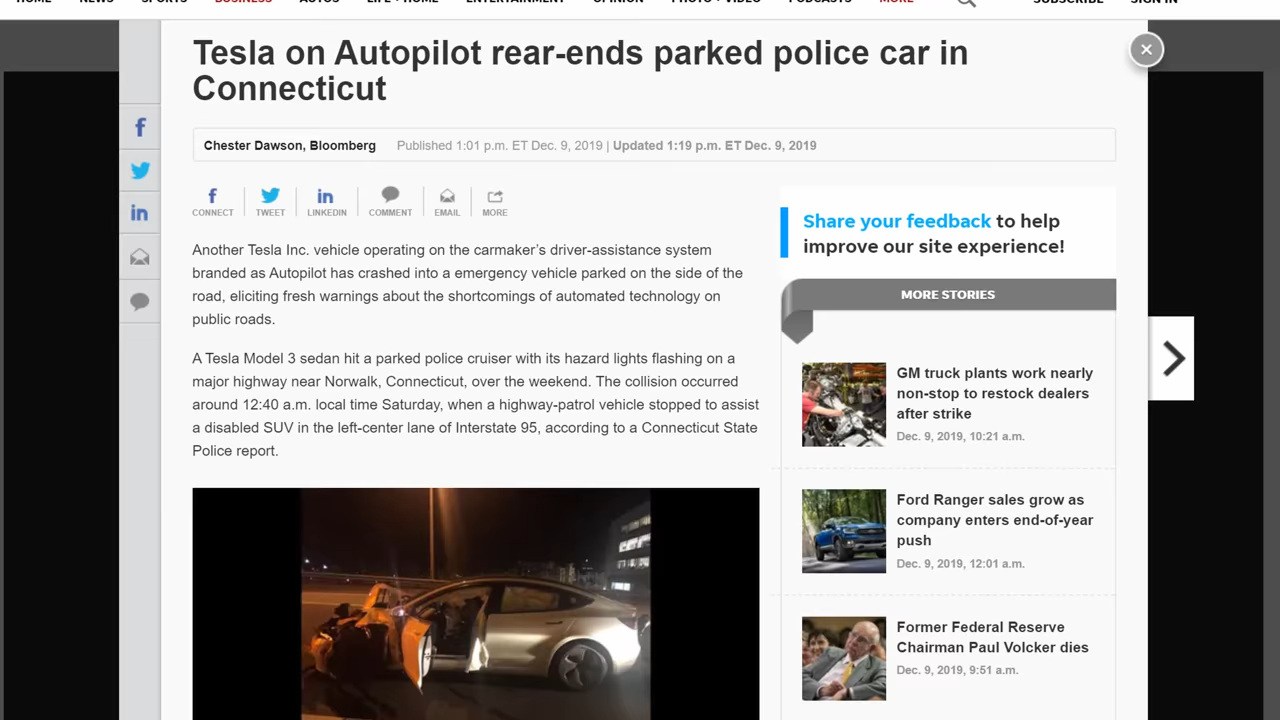 HOME NEWS SPORTS BUSINESS AUTOS LIFE + HOME ENTERTAINMENT OPINION PHOTO + VIDEO PODCASTS MORE SUBSCRIBE SIGN IN
Tesla on Autopilot rear-ends parked police car in
Connecticut
Chester Dawson, Bloomberg Published 1:01 p.m. ET Dec. 9, 2019 | Updated 1:19 p.m. ET Dec. 9, 2019
CONNECT TWEET LINKEDIN COMMENT EMAIL MORE
Another Tesla Inc. vehicle operating on the carmaker’s driver-assistance system
branded as Autopilot has crashed into a emergency vehicle parked on the side of the
road, eliciting fresh warnings about the shortcomings of automated technology on
public roads.
A Tesla Model 3 sedan hit a parked police cruiser with its hazard lights flashing on a
major highway near Norwalk, Connecticut, over the weekend. The collision occurred
around 12:40 a.m. local time Saturday, when a highway-patrol vehicle stopped to assist
a disabled SUV in the left-center lane of Interstate 95, according to a Connecticut State
Police report.
Share your feedback to help
improve our site experience!
MORE STORIES
GM truck plants work nearly
non-stop to restock dealers
after strike
Dec. 9, 2019, 10:21 a.m.
Ford Ranger sales grow as
company enters end-of-year
push
Dec. 9, 2019, 12:01 a.m.
Former Federal Reserve
Chairman Paul Volcker dies
Dec. 9, 2019, 9:51 a.m.